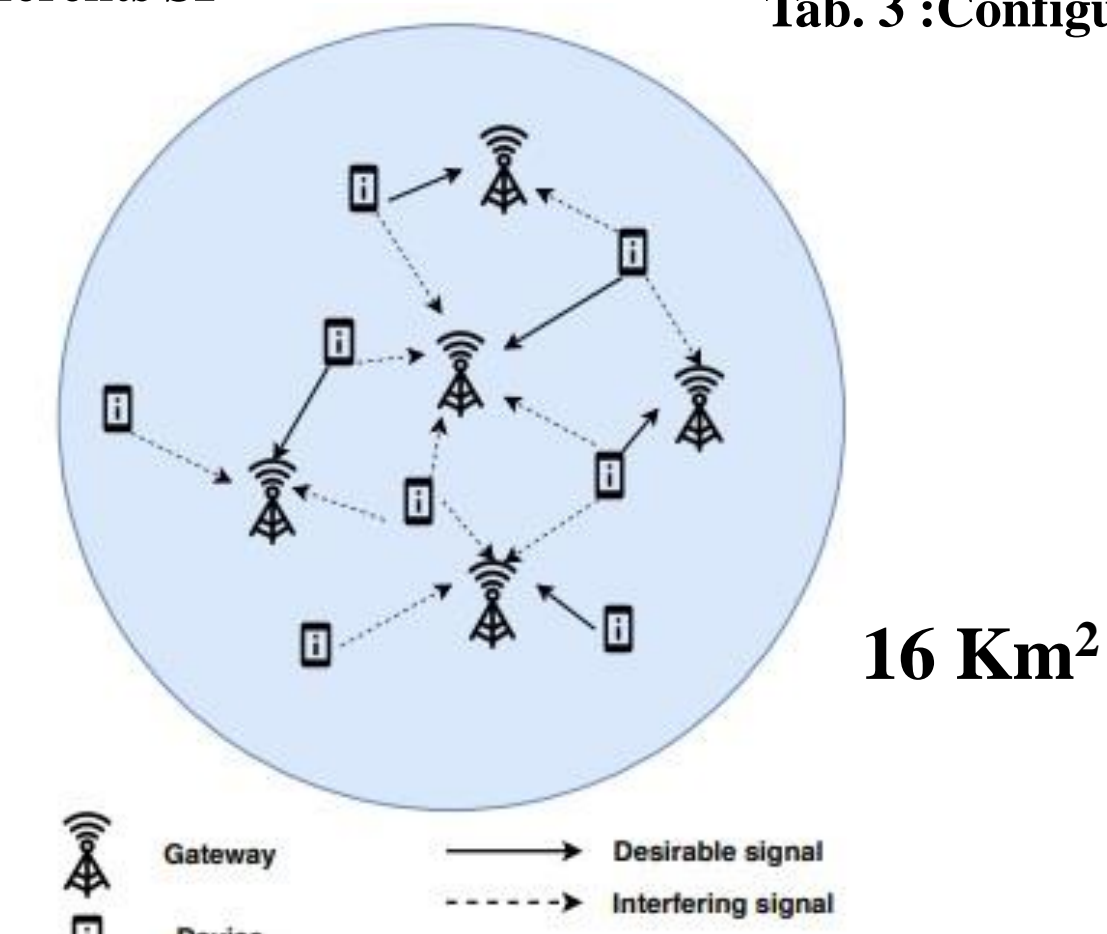 Tab. 3 :Configu
16 Km²
Gateway
Desirable signal
Interfering signal